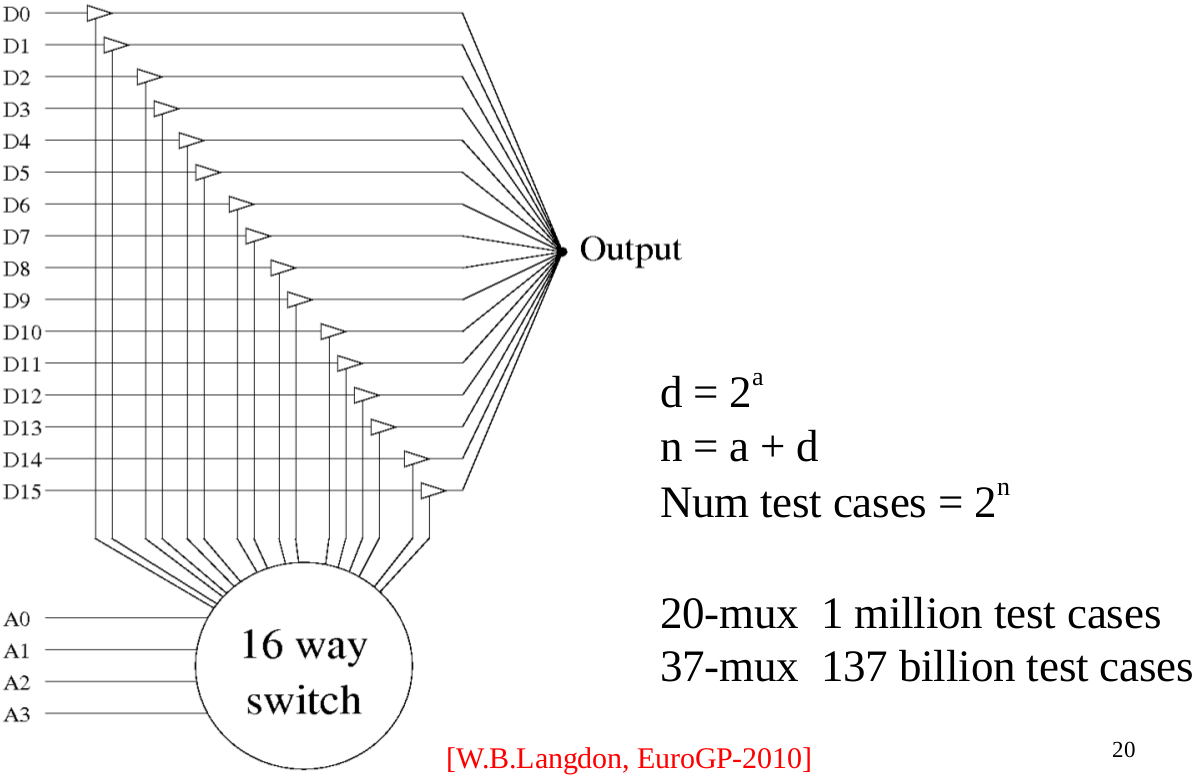 D0
D1
D2
D3
D4
D5
D6
D7
D8
D9
D10
D11
D12
D13
D14
D15
Output
d = 2^a
n = a + d
Num test cases = 2^n
20-mux 1 million test cases
37-mux 137 billion test cases
A0
A1
A2
A3
16 way
switch
[W.B.Langdon, EuroGP-2010]
20